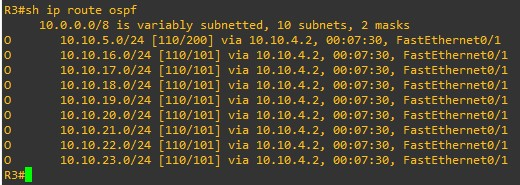 R3#sh ip route ospf
     10.0.0.0/8 is variably subnetted, 10 subnets, 2 masks
O       10.10.5.0/24 [110/200] via 10.10.4.2, 00:07:30, FastEthernet0/1
O       10.10.16.0/24 [110/101] via 10.10.4.2, 00:07:30, FastEthernet0/1
O       10.10.17.0/24 [110/101] via 10.10.4.2, 00:07:30, FastEthernet0/1
O       10.10.18.0/24 [110/101] via 10.10.4.2, 00:07:30, FastEthernet0/1
O       10.10.19.0/24 [110/101] via 10.10.4.2, 00:07:30, FastEthernet0/1
O       10.10.20.0/24 [110/101] via 10.10.4.2, 00:07:30, FastEthernet0/1
O       10.10.21.0/24 [110/101] via 10.10.4.2, 00:07:30, FastEthernet0/1
O       10.10.22.0/24 [110/101] via 10.10.4.2, 00:07:30, FastEthernet0/1
O       10.10.23.0/24 [110/101] via 10.10.4.2, 00:07:30, FastEthernet0/1
R3#